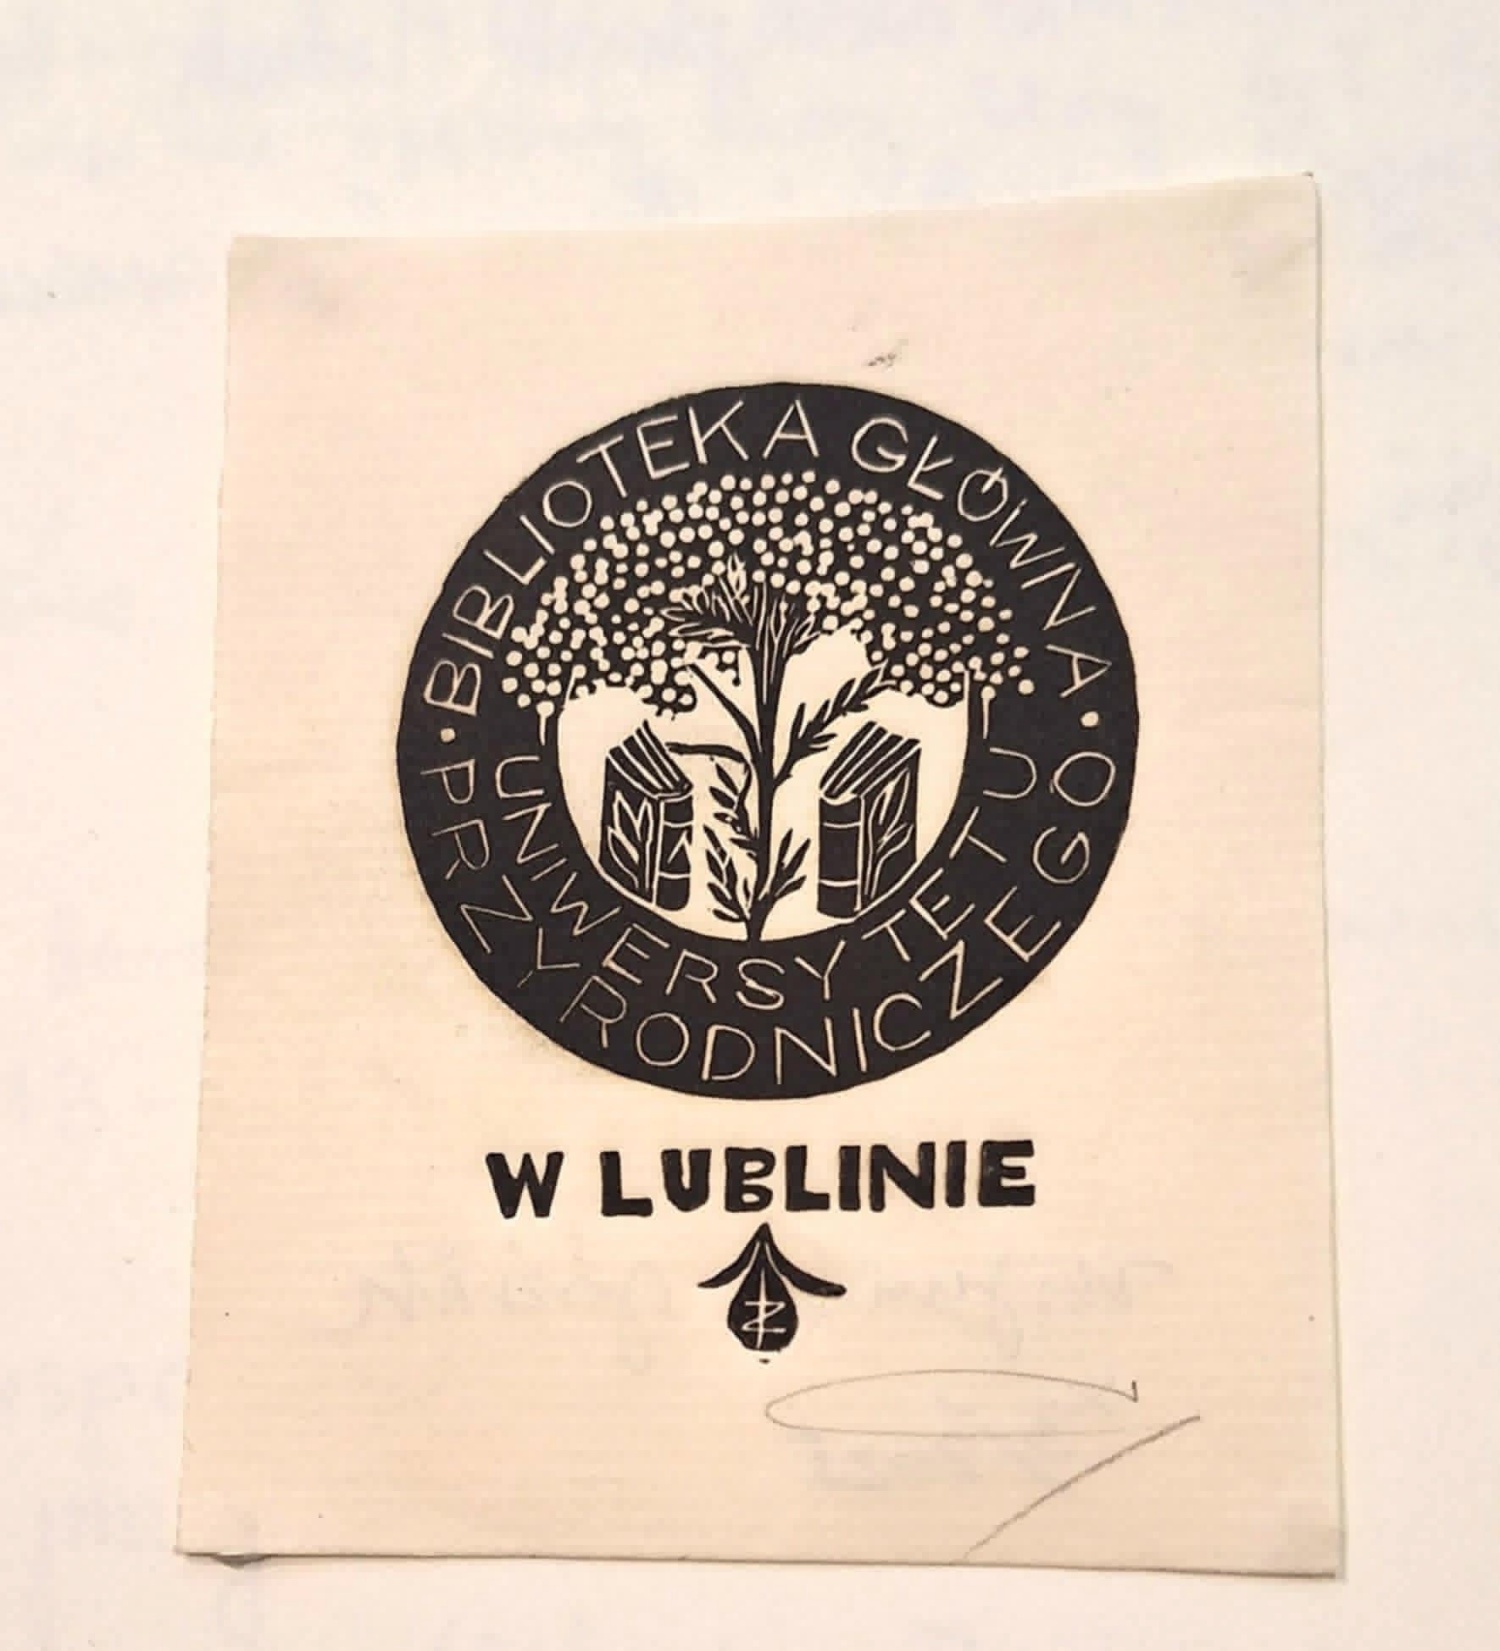 BIBLIOTEKA GŁÓWNA
UNIWERSYTETU
PRZYRODNICZEGO
W LUBLINIE